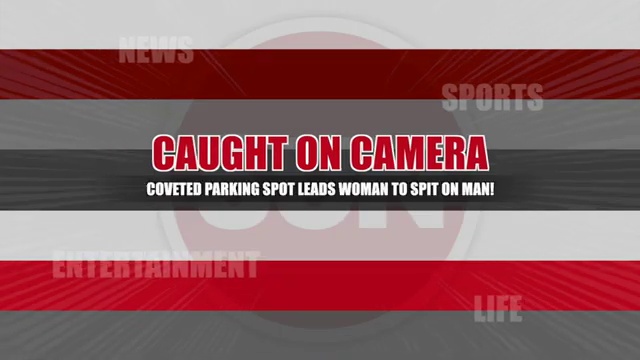 NEWS
SPORTS
CAUGHT ON CAMERA
COVETED PARKING SPOT LEADS WOMAN TO SPIT ON MAN!
ENTERTAINMENT
LIFE